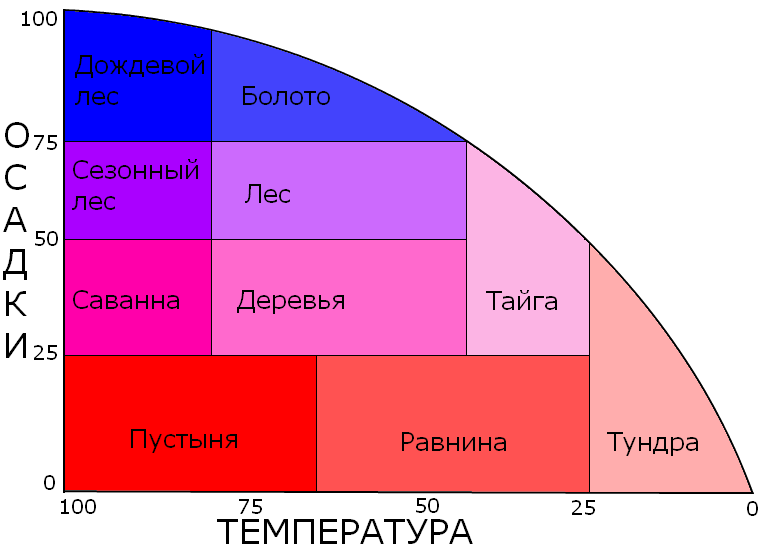 100
Дождевой
лес
Болото
ОСАДКИ
75
Сезонный
лес
Лес
50
Саванна
Деревья
Тайга
25
Пустыня
Равнина
Тундра
0
100
75
50
25
0
ТЕМПЕРАТУРА